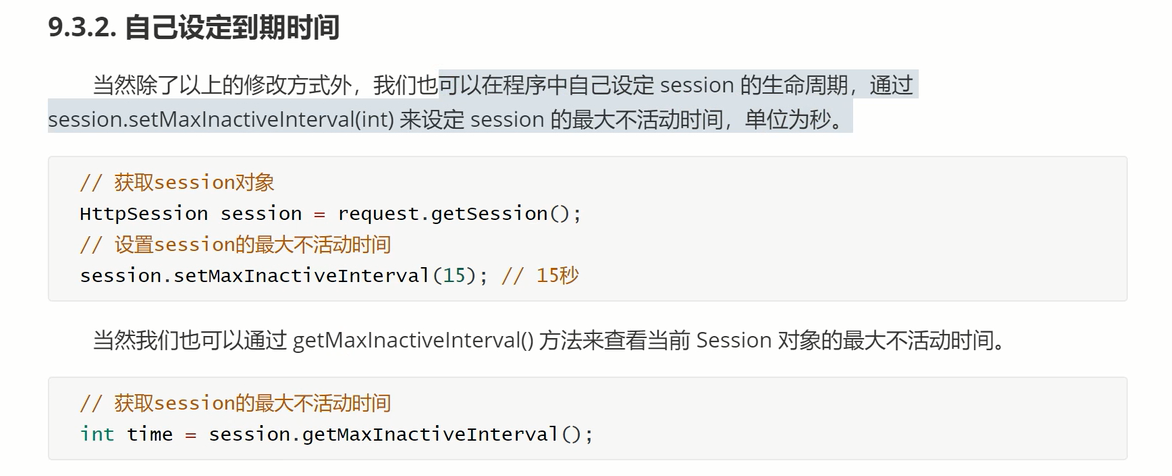 9.3.2. 自己设定到期时间
当然除了以上的修改方式外，我们也可以在程序中自己设定 session 的生命周期，通过
session.setMaxInactiveInterval(int) 来设定 session 的最大不活动时间，单位为秒。
// 获取session对象
HttpSession session = request.getSession();
// 设置session的最大不活动时间
session.setMaxInactiveInterval(15); // 15秒
当然我们也可以通过 getMaxInactiveInterval() 方法来查看当前 Session 对象的最大不活动时间。
// 获取session的最大不活动时间
int time = session.getMaxInactiveInterval();